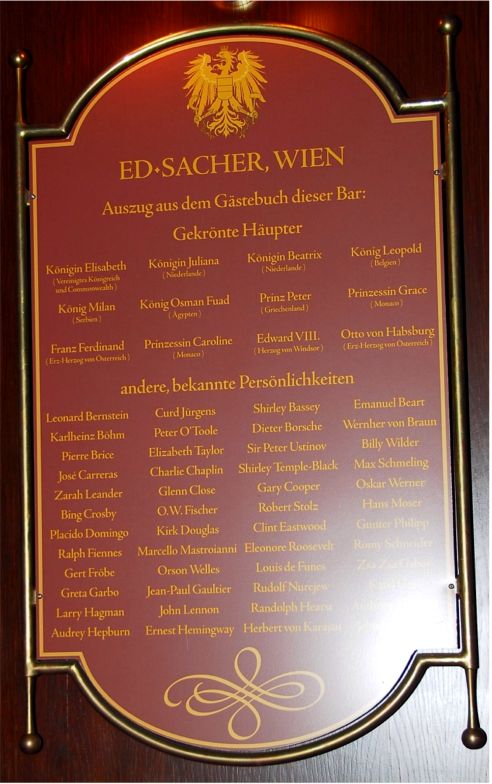 ED·SACHER, WIEN
Auszug aus dem Gästebuch dieser Bar:
Gekrönte Häupter
Königin Elisabeth Königin Juliana Königin Beatrix König Leopold
( Vereinigtes Königreich und Commonwealth ) ( Niederlande ) ( Niederlande ) ( Belgien )
König Milan König Osman Fuad Prinz Peter Prinzessin Grace
( Serbien ) ( Ägypten ) ( Griechenland ) ( Monaco )
Franz Ferdinand Prinzessin Caroline Edward VIII. Otto von Habsburg
( Erz-Herzog von Österreich ) ( Monaco ) ( Herzog von Windsor ) ( Erz-Herzog von Österreich )
andere, bekannte Persönlichkeiten
Leonard Bernstein Curd Jürgens Shirley Bassey Emanuel Beart
Karlheinz Böhm Peter O'Toole Dieter Borsche Wernher von Braun
Pierre Brice Elizabeth Taylor Sir Peter Ustinov Billy Wilder
José Carreras Charlie Chaplin Shirley Temple-Black Max Schmeling
Zarah Leander Glenn Close Gary Cooper Oskar Werner
Bing Crosby O.W. Fischer Robert Stolz Hans Moser
Placido Domingo Kirk Douglas Clint Eastwood Gunter Philipp
Ralph Fiennes Marcello Mastroianni Eleonore Roosevelt Romy Schneider
Gert Fröbe Orson Welles Louis de Funes Zsa Zsa Gabor
Greta Garbo Jean-Paul Gaultier Rudolf Nurejew
Larry Hagman John Lennon Randolph Hearst
Audrey Hepburn Ernest Hemingway Herbert von Karajan